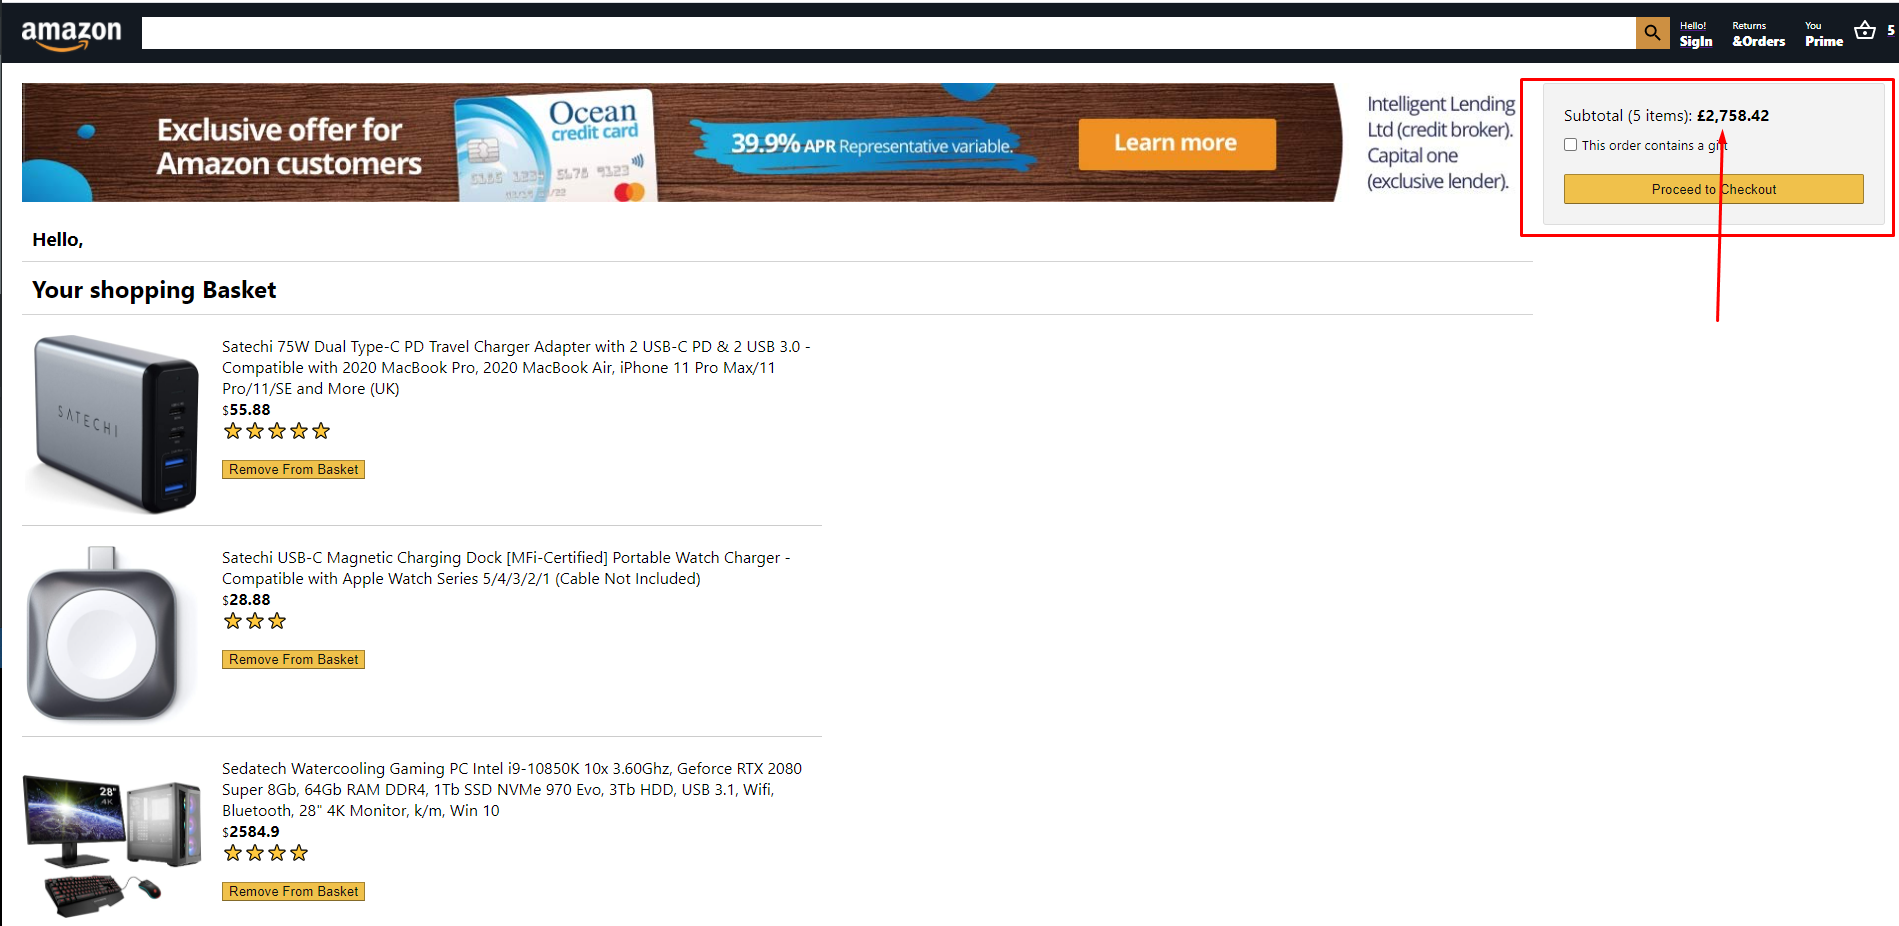 amazon
Hello!
SigIn
Returns
&Orders
You
Prime
5
Exclusive offer for
Amazon customers
Ocean
credit card
39.9% APR Representative variable.
Learn more
Intelligent Lending
Ltd (credit broker).
Capital one
(exclusive lender).
Subtotal (5 items): £2,758.42
This order contains a gift
Proceed to Checkout
Hello,
Your shopping Basket
SATECHI
Satechi 75W Dual Type-C PD Travel Charger Adapter with 2 USB-C PD & 2 USB 3.0 -
Compatible with 2020 MacBook Pro, 2020 MacBook Air, iPhone 11 Pro Max/11
Pro/11/SE and More (UK)
$55.88
Remove From Basket
Satechi USB-C Magnetic Charging Dock [MFi-Certified] Portable Watch Charger -
Compatible with Apple Watch Series 5/4/3/2/1 (Cable Not Included)
$28.88
Remove From Basket
28"
4K
Sedatech Watercooling Gaming PC Intel i9-10850K 10x 3.60Ghz, Geforce RTX 2080
Super 8Gb, 64Gb RAM DDR4, 1Tb SSD NVMe 970 Evo, 3Tb HDD, USB 3.1, Wifi,
Bluetooth, 28" 4K Monitor, k/m, Win 10
$2584.9
Remove From Basket